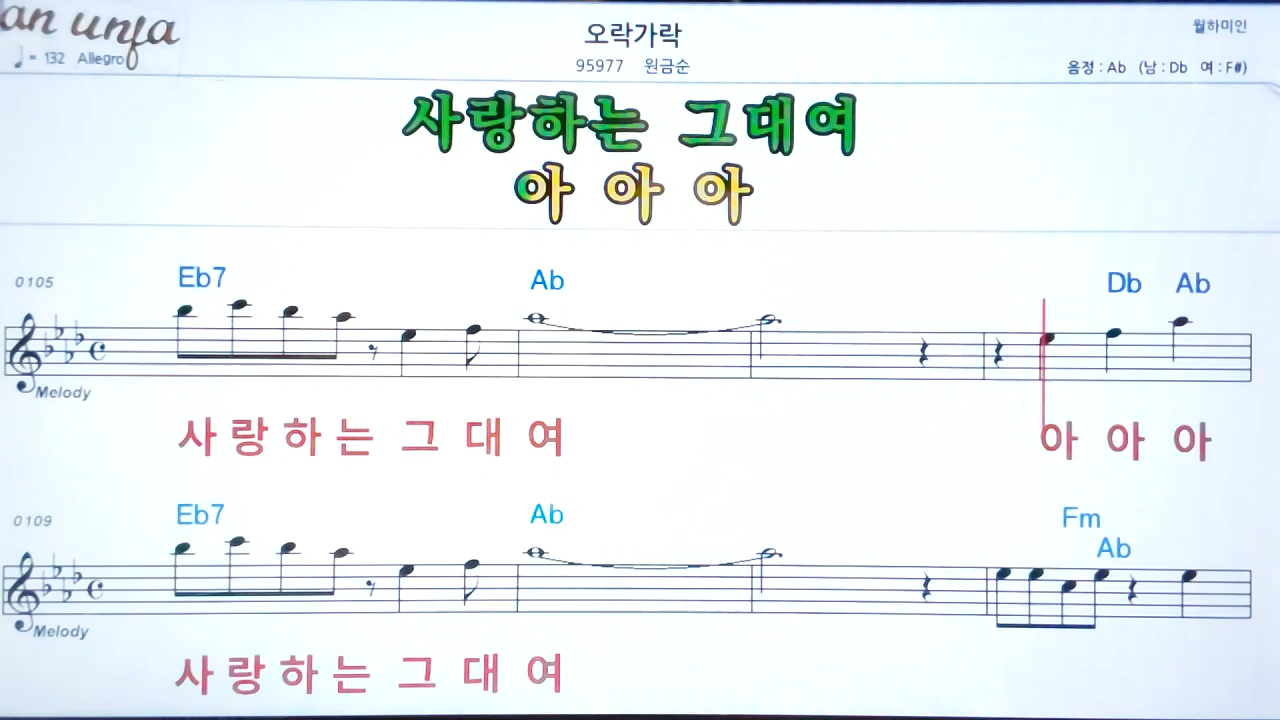 an unfa
오락가락
월하미인
♩= 132 Allegro
95977 원금순
음정 : Ab (남 : Db 여 : F#)
사랑하는 그대여
아 아 아
0105
Eb7 Ab Db Ab
Melody
사 랑 하 는 그 대 여 아 아 아
0109
Eb7 Ab Fm
Ab
Melody
사 랑 하 는 그 대 여